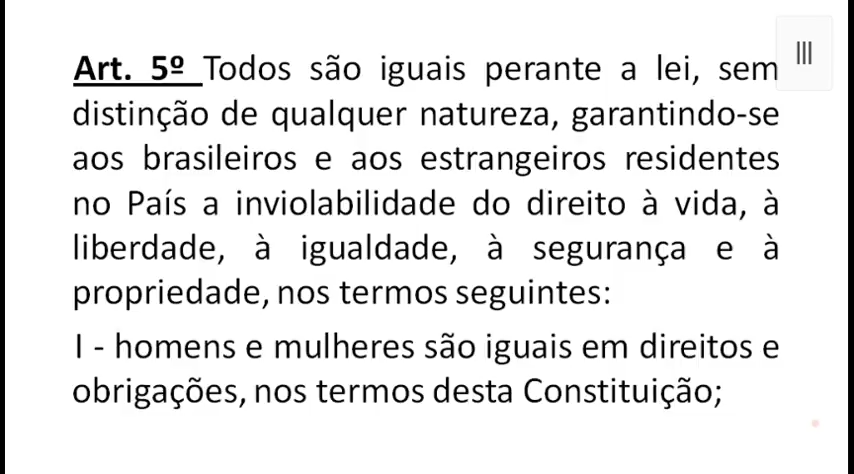 Art. 5º Todos são iguais perante a lei, sem
distinção de qualquer natureza, garantindo-se
aos brasileiros e aos estrangeiros residentes
no País a inviolabilidade do direito à vida, à
liberdade, à igualdade, à segurança e à
propriedade, nos termos seguintes:
I - homens e mulheres são iguais em direitos e
obrigações, nos termos desta Constituição;